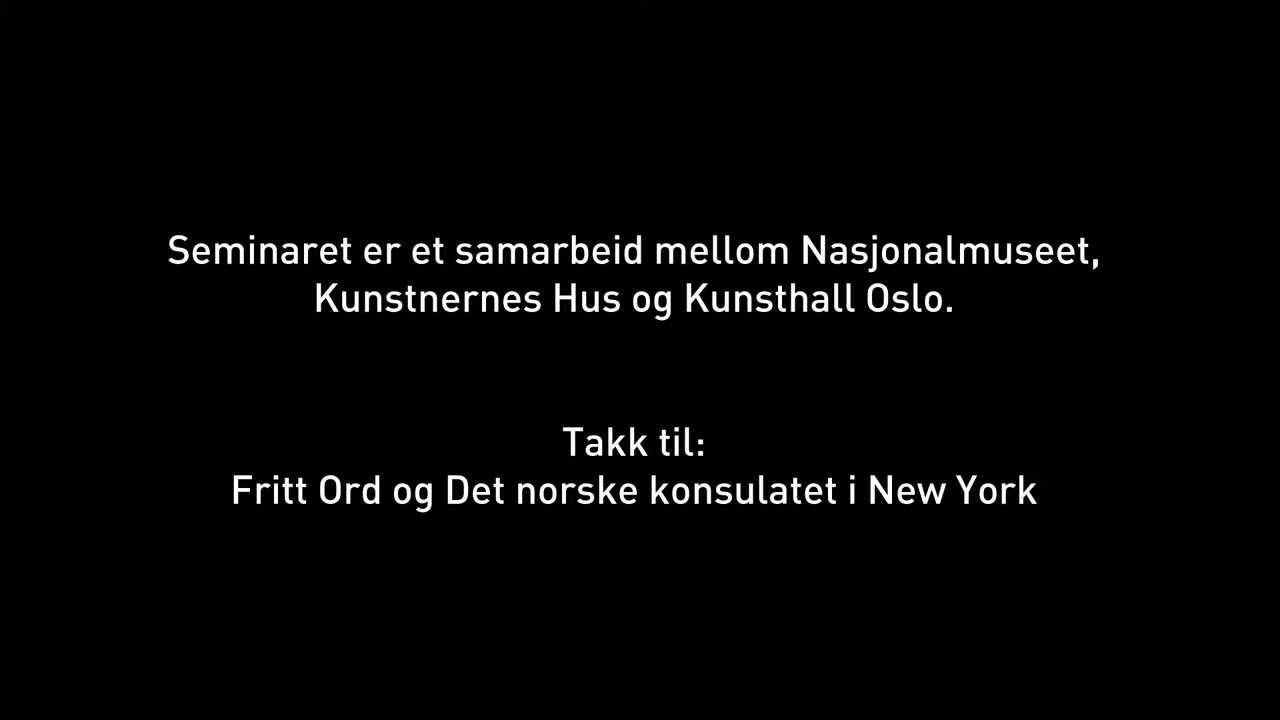 Seminaret er et samarbeid mellom Nasjonalmuseet,
Kunstnernes Hus og Kunsthall Oslo.
Takk til:
Fritt Ord og Det norske konsulatet i New York